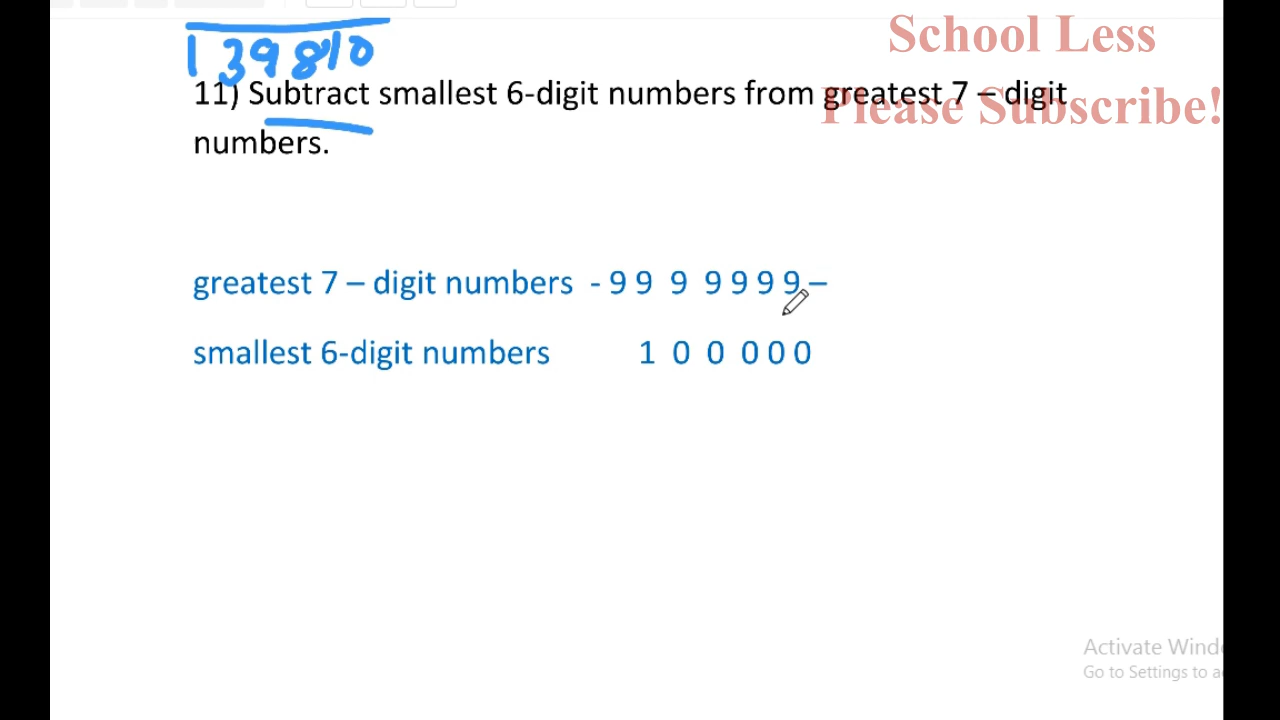 School Less
139810
11) Subtract smallest 6-digit numbers from greatest 7 – digit
Please Subscribe!
numbers.
greatest 7 – digit numbers - 9 9 9 9 9 9 9 –
smallest 6-digit numbers 1 0 0 0 0 0
Activate Wind
Go to Settings to a